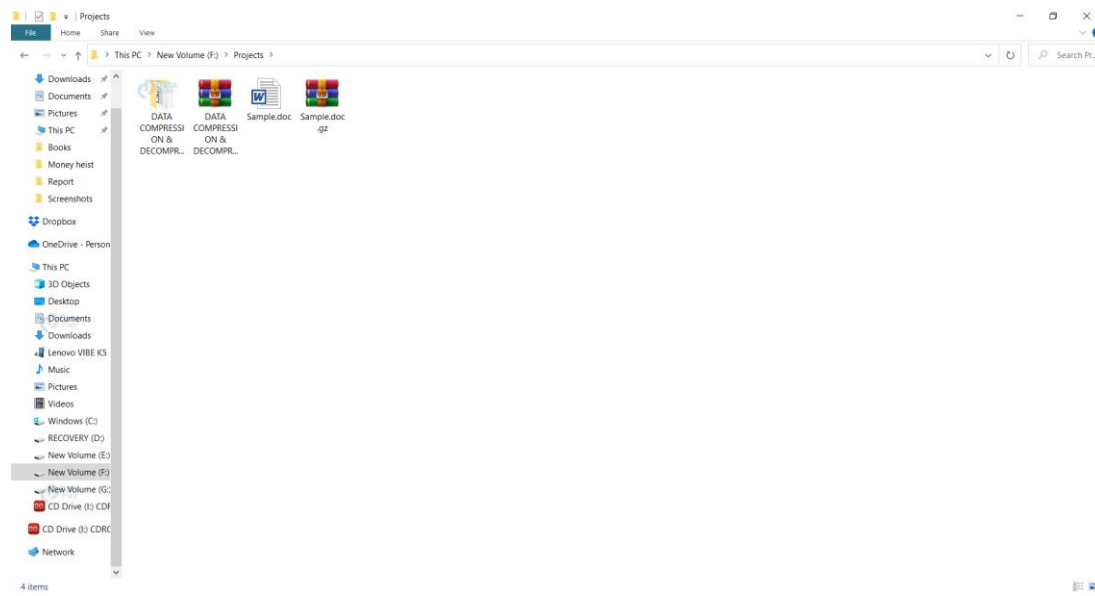 Projects
File Home Share View
This PC > New Volume (F:) > Projects >
Search Pr...
Downloads
Documents
Pictures
This PC
Books
Money heist
Report
Screenshots
Dropbox
OneDrive - Person
This PC
3D Objects
Desktop
Documents
Downloads
Lenovo VIBE K5
Music
Pictures
Videos
Windows (C:)
RECOVERY (D:)
New Volume (E:)
New Volume (F:)
New Volume (G:)
CD Drive (I:) CDR
CD Drive (I:) CDRO
Network
DATA
COMPRESSI
ON &
DECOMPR...
DATA
COMPRESSI
ON &
DECOMPR...
Sample.doc
Sample.doc
.gz
4 items